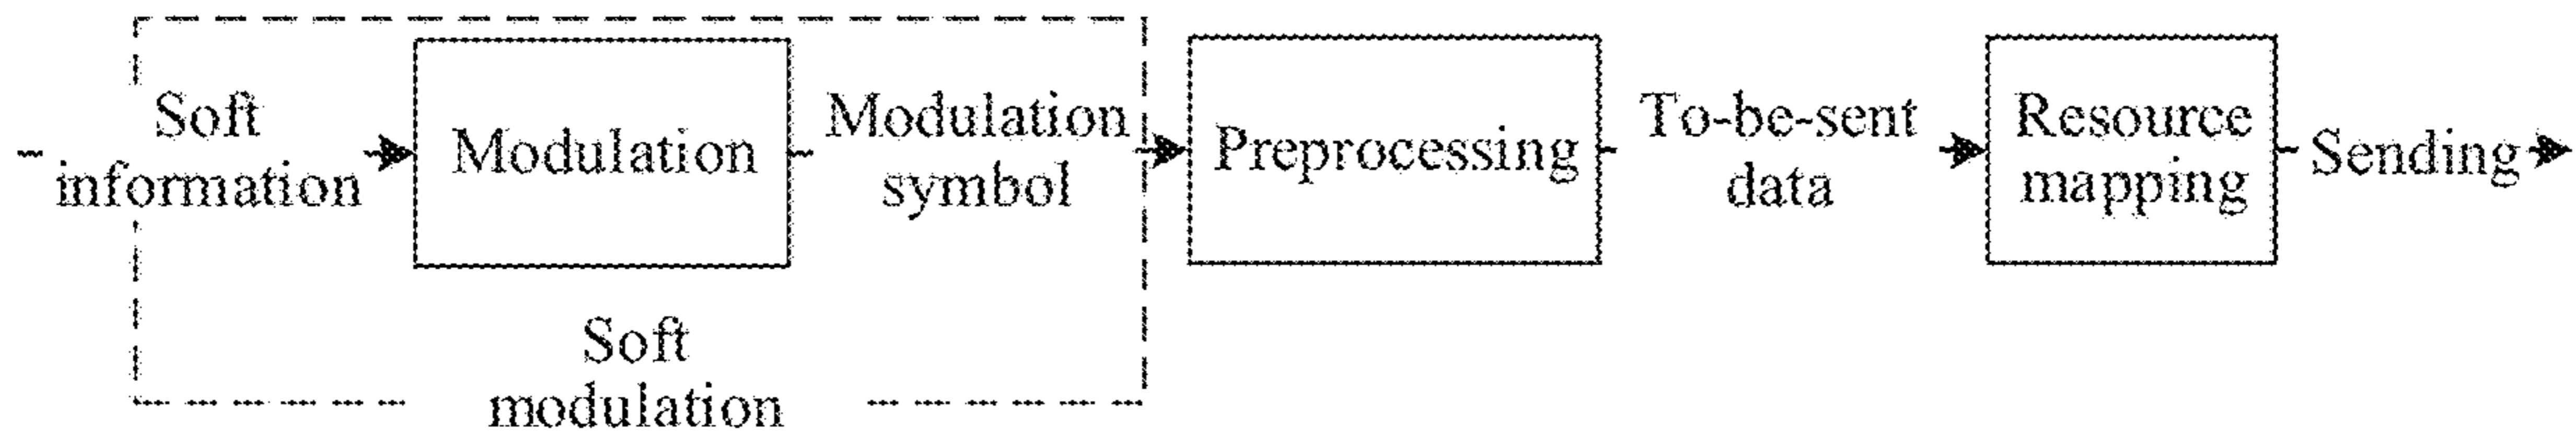 Soft
information
Modulation
Modulation
symbol
Preprocessing
To-be-sent
data
Resource
mapping
Sending
Soft
modulation